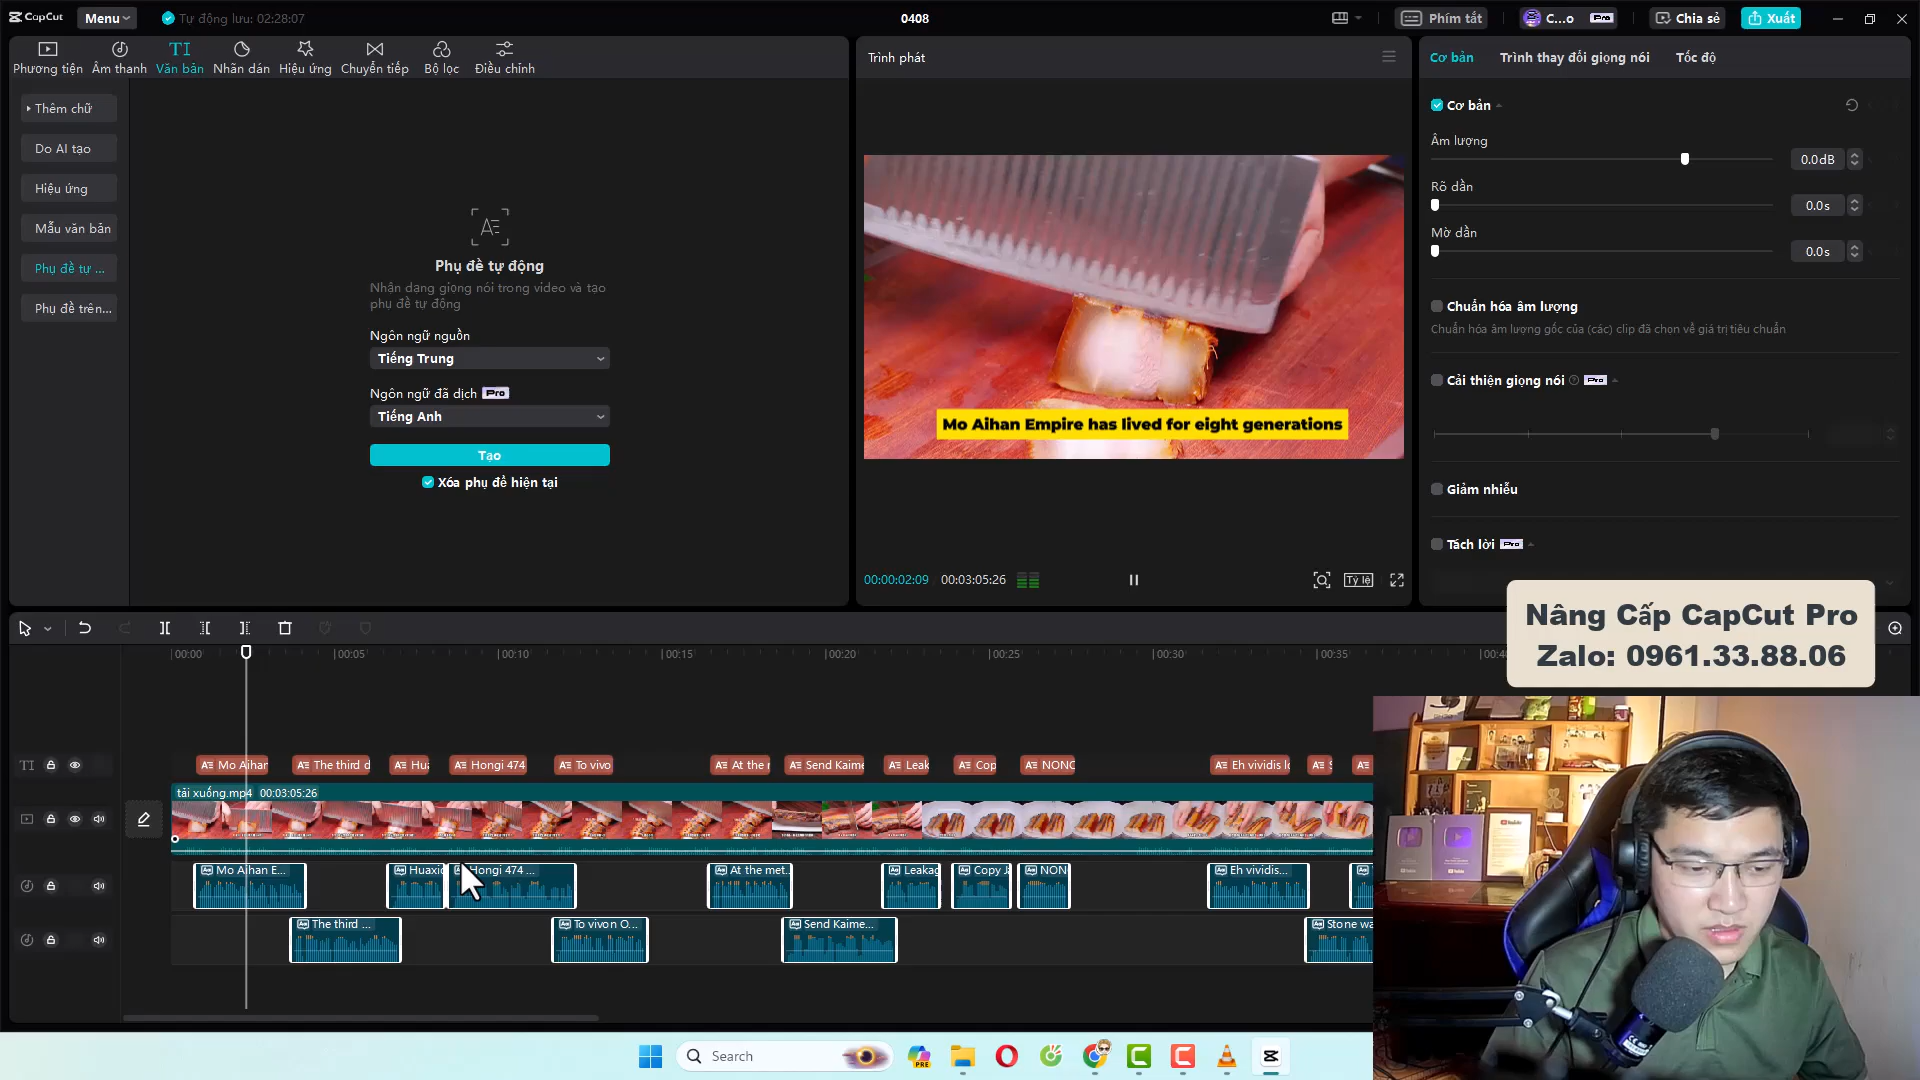 CapCut
Menu
Tự động lưu: 02:28:07
0408
Phím tắt
C...o
Pro
Chia sẻ
Xuất
Phương tiện
Âm thanh
TI
Văn bản
Nhãn dán
Hiệu ứng
Chuyển tiếp
Bộ lọc
Điều chỉnh
Thêm chữ
Do AI tạo
Hiệu ứng
Mẫu văn bản
Phụ đề tự ...
Phụ đề trên...
Phụ đề tự động
Nhận dạng giọng nói trong video và tạo
phụ đề tự động
Ngôn ngữ nguồn
Tiếng Trung
Ngôn ngữ đã dịch Pro
Tiếng Anh
Tạo
Xóa phụ đề hiện tại
Trình phát
Mo Aihan Empire has lived for eight generations
00:00:02:09 00:03:05:26
Tỷ lệ
Cơ bản
Trình thay đổi giọng nói
Tốc độ
Cơ bản
Âm lượng
0.0dB
Rõ dần
0.0s
Mờ dần
0.0s
Chuẩn hóa âm lượng
Chuẩn hóa âm lượng gốc của (các) clip đã chọn về giá trị tiêu chuẩn
Cải thiện giọng nói Pro
Giảm nhiễu
Tách lời Pro
Nâng Cấp CapCut Pro
Zalo: 0961.33.88.06
00:00 00:05 00:10 00:15 00:20 00:25 00:30 00:35
TI
Mo Aihan
The third d
Hua
Hongi 474
To vivo
At the
Send Kaime
Leak
Cop
NONC
Eh vividis lo
tải xuống.mp4 00:03:05:26
Mo Aihan E...
Huaxi
Hongi 474 ...
At the met...
Leakag
Copy J
NON
Eh vividis...
The third ...
To vivon O...
Send Kaime...
Stone wa
Search
PRE